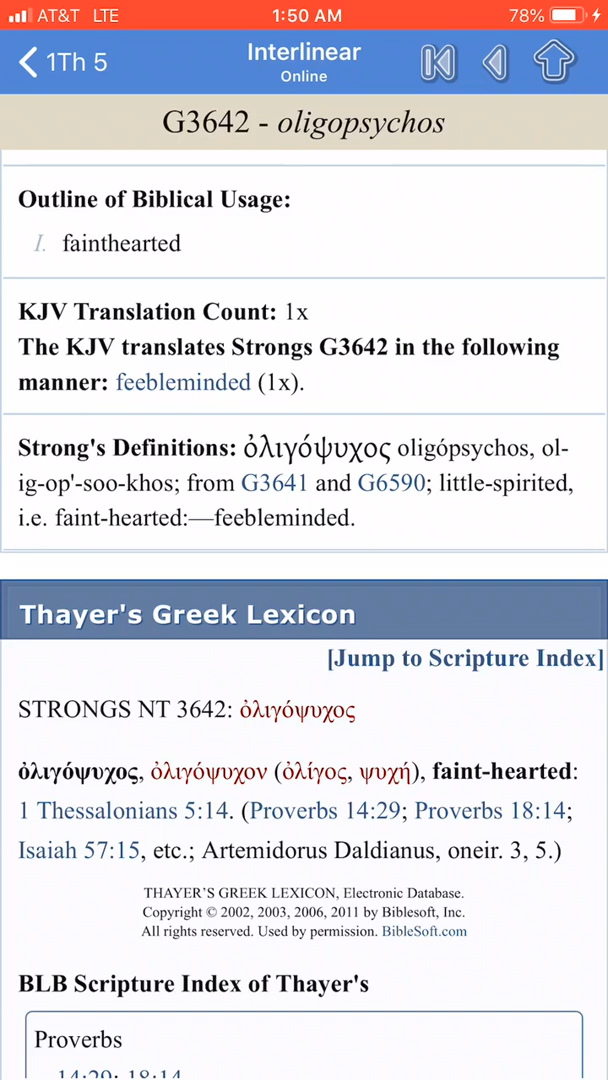 AT&T LTE 1:50 AM 78%
1Th 5 Interlinear
Online
G3642 - oligopsychos
Outline of Biblical Usage:
I. fainthearted
KJV Translation Count: 1x
The KJV translates Strongs G3642 in the following
manner: feebleminded (1x).
Strong's Definitions: ὀλιγόψυχος oligópsychos, ol-
ig-op'-soo-khos; from G3641 and G6590; little-spirited,
i.e. faint-hearted:—feebleminded.
Thayer's Greek Lexicon
[Jump to Scripture Index]
STRONGS NT 3642: ὀλιγόψυχος
ὀλιγόψυχος, ὀλιγόψυχον (ὀλίγος, ψυχή), faint-hearted:
1 Thessalonians 5:14. (Proverbs 14:29; Proverbs 18:14;
Isaiah 57:15, etc.; Artemidorus Daldianus, oneir. 3, 5.)
THAYER'S GREEK LEXICON, Electronic Database.
Copyright © 2002, 2003, 2006, 2011 by Biblesoft, Inc.
All rights reserved. Used by permission. BibleSoft.com
BLB Scripture Index of Thayer's
Proverbs
14:29; 18:14